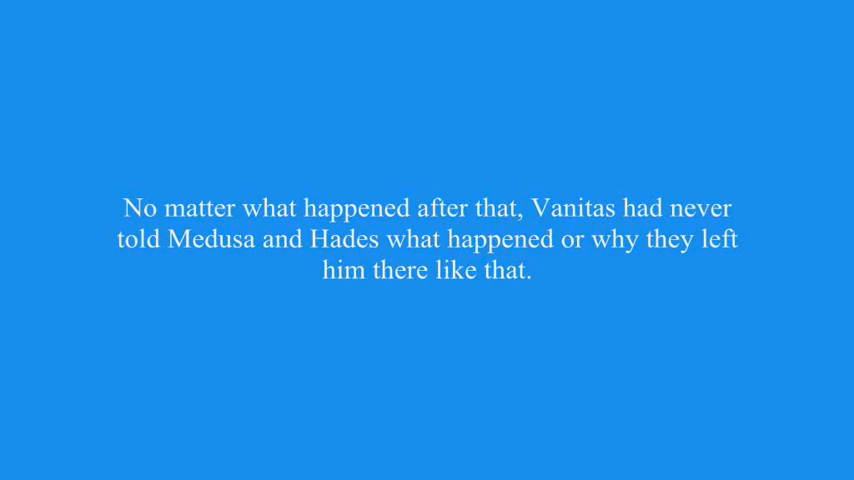 No matter what happened after that, Vanitas had never
told Medusa and Hades what happened or why they left
him there like that.